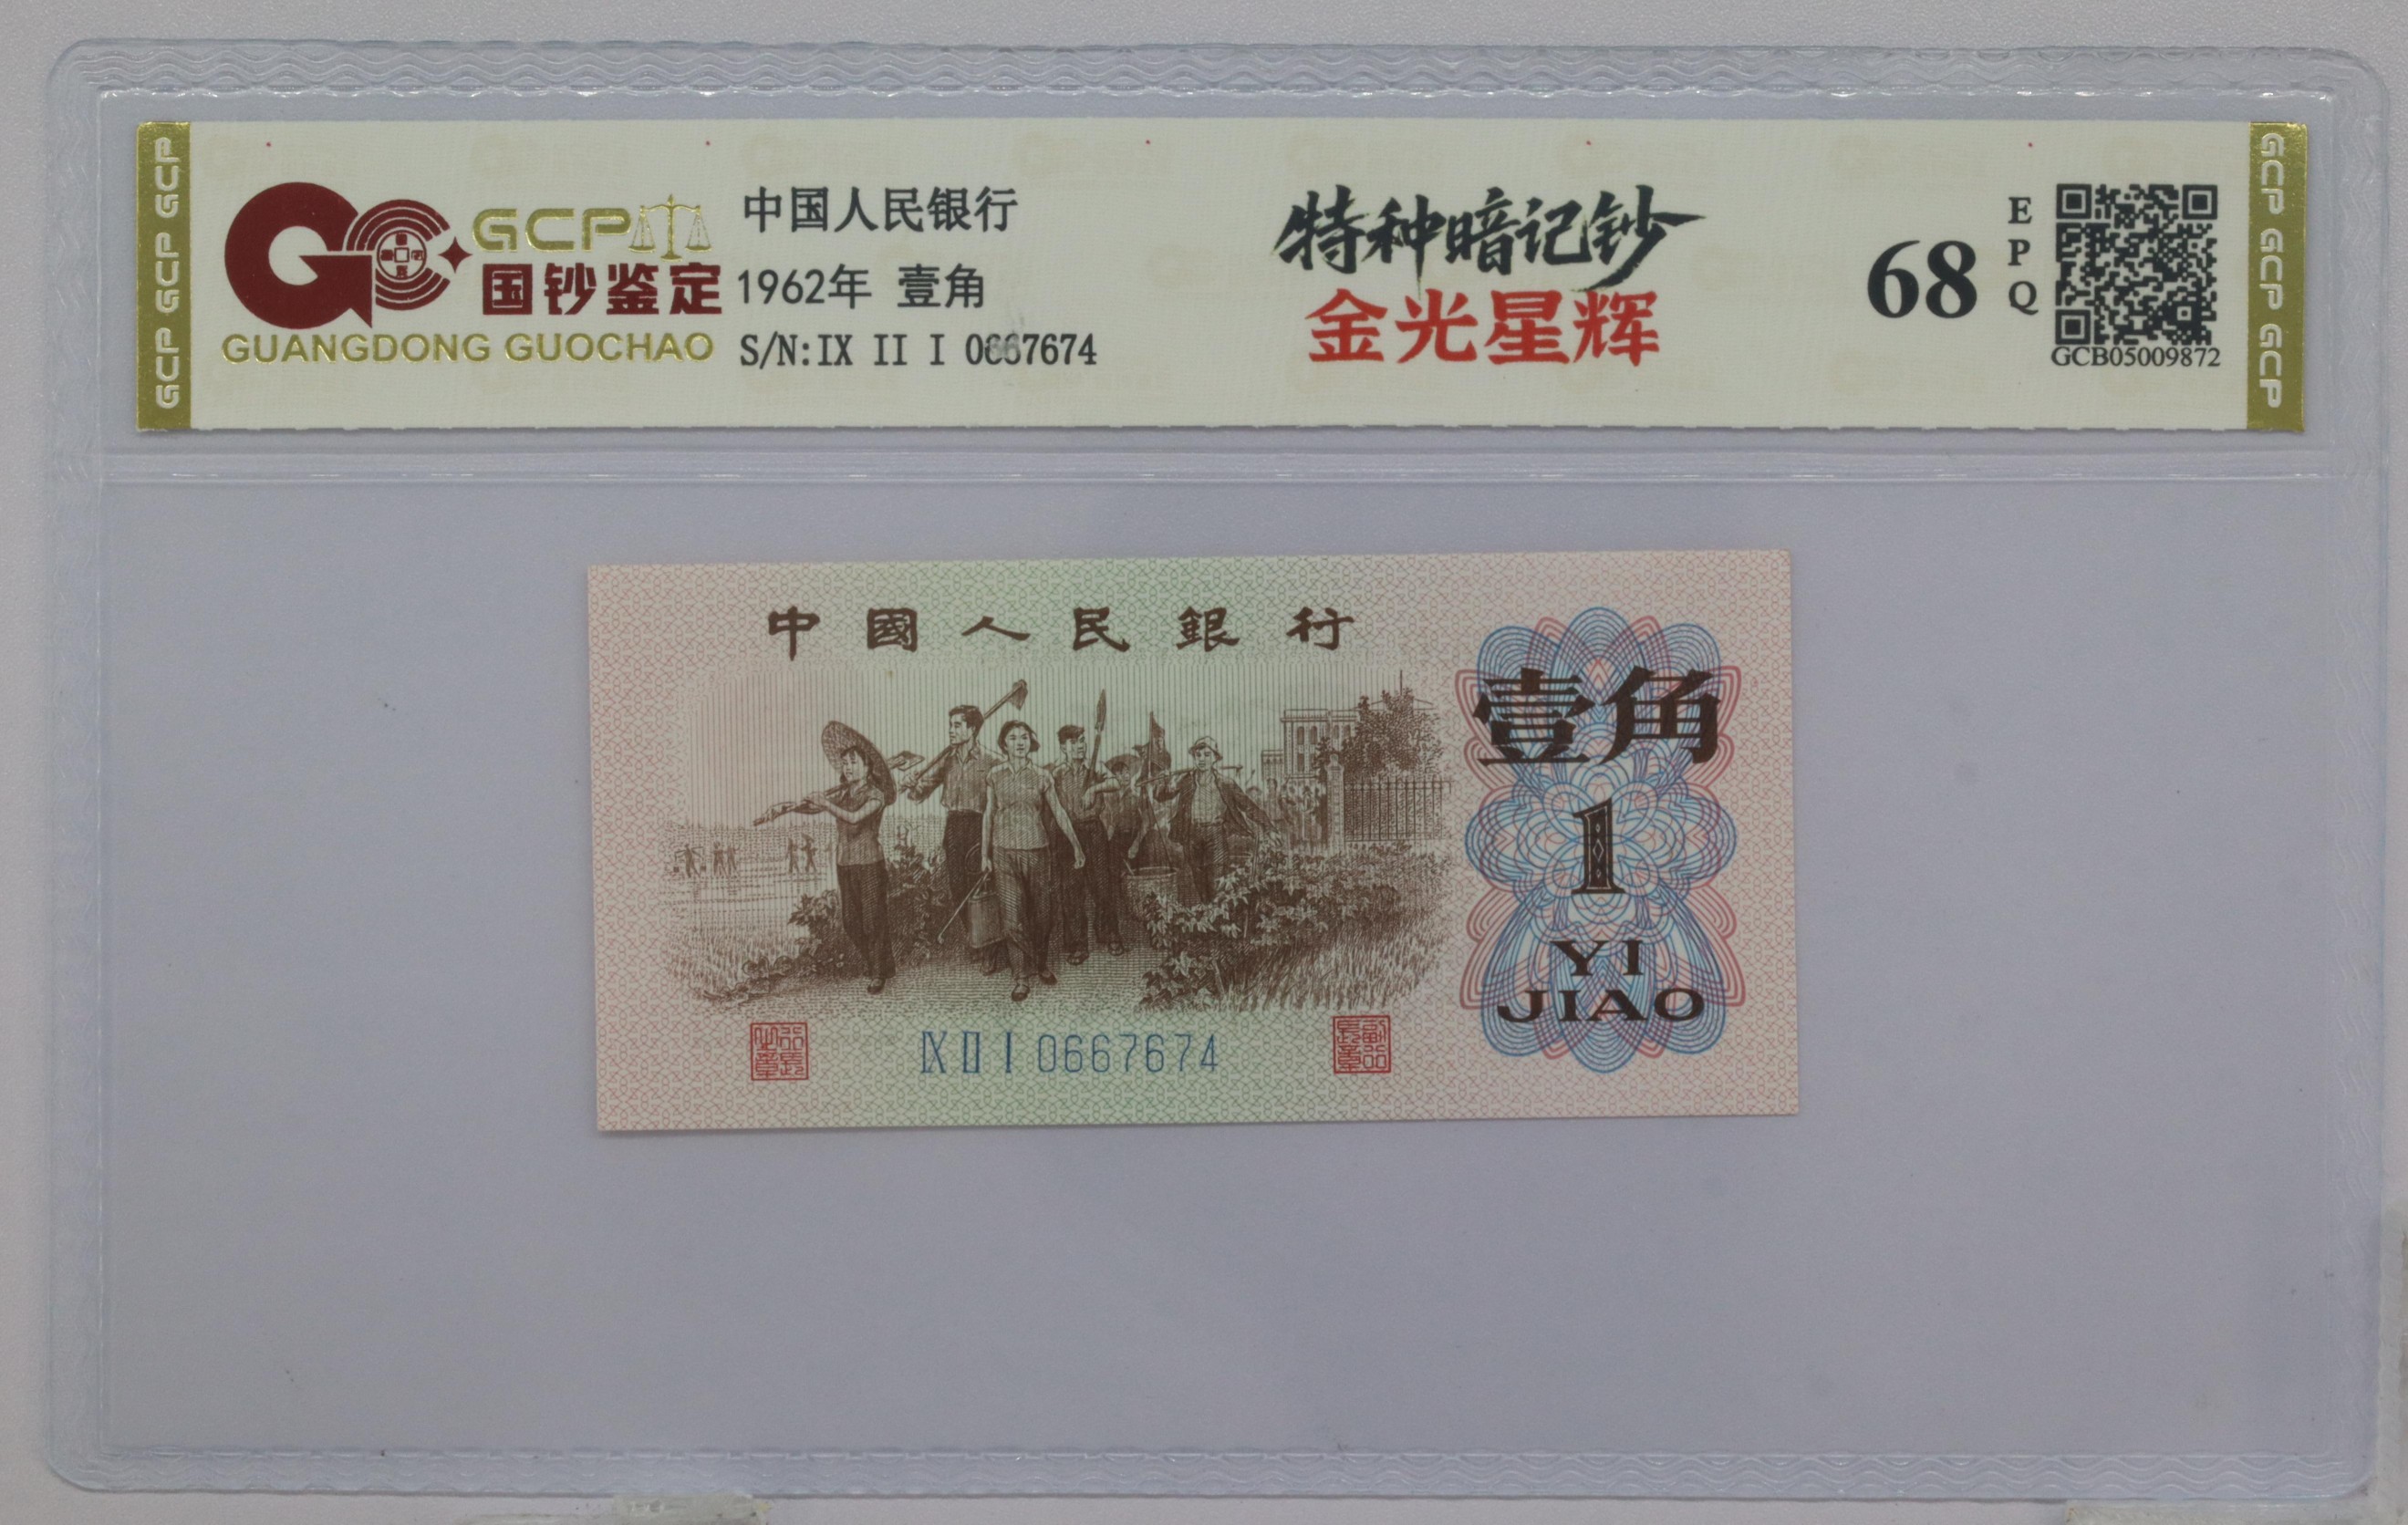 GCP GCP GCP
GCP
国钞鉴定
GUANGDONG GUOCHAO
中国人民银行
1962年 壹角
S/N:IX II I 0667674
特种暗记钞
金光星辉
68
EPQ
GCB05009872
GCP GCP GCP
中國人民銀行
壹角
1
YI
JIAO
IX II I 0667674